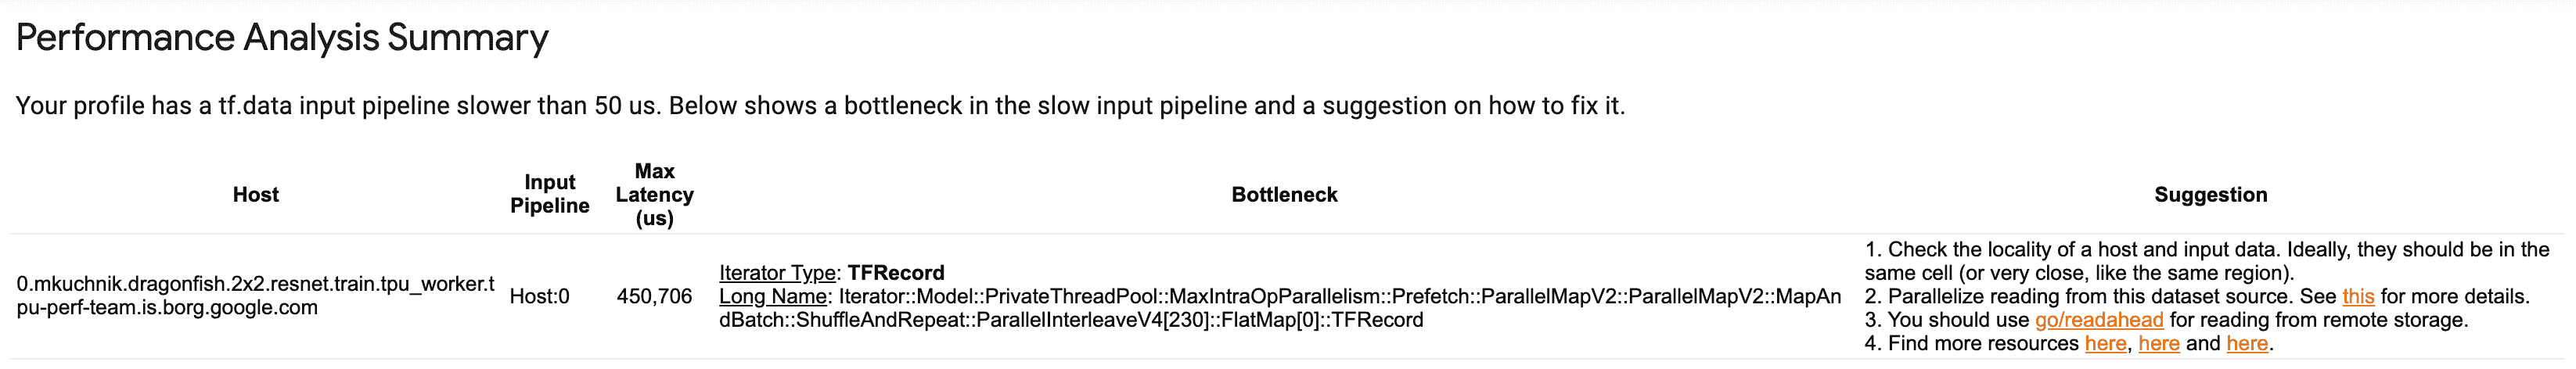 Performance Analysis Summary
Your profile has a tf.data input pipeline slower than 50 us. Below shows a bottleneck in the slow input pipeline and a suggestion on how to fix it.
Host
Input
Pipeline
Max
Latency
(us)
Bottleneck
Suggestion
0.mkuchnik.dragonfish.2x2.resnet.train.tpu_worker.t
pu-perf-team.is.borg.google.com
Host:0
450,706
Iterator Type: TFRecord
Long Name: Iterator::Model::PrivateThreadPool::MaxIntraOpParallelism::Prefetch::ParallelMapV2::ParallelMapV2::MapAn
dBatch::ShuffleAndRepeat::ParallelInterleaveV4[230]::FlatMap[0]::TFRecord
1. Check the locality of a host and input data. Ideally, they should be in the
same cell (or very close, like the same region).
2. Parallelize reading from this dataset source. See this for more details.
3. You should use go/readahead for reading from remote storage.
4. Find more resources here, here and here.